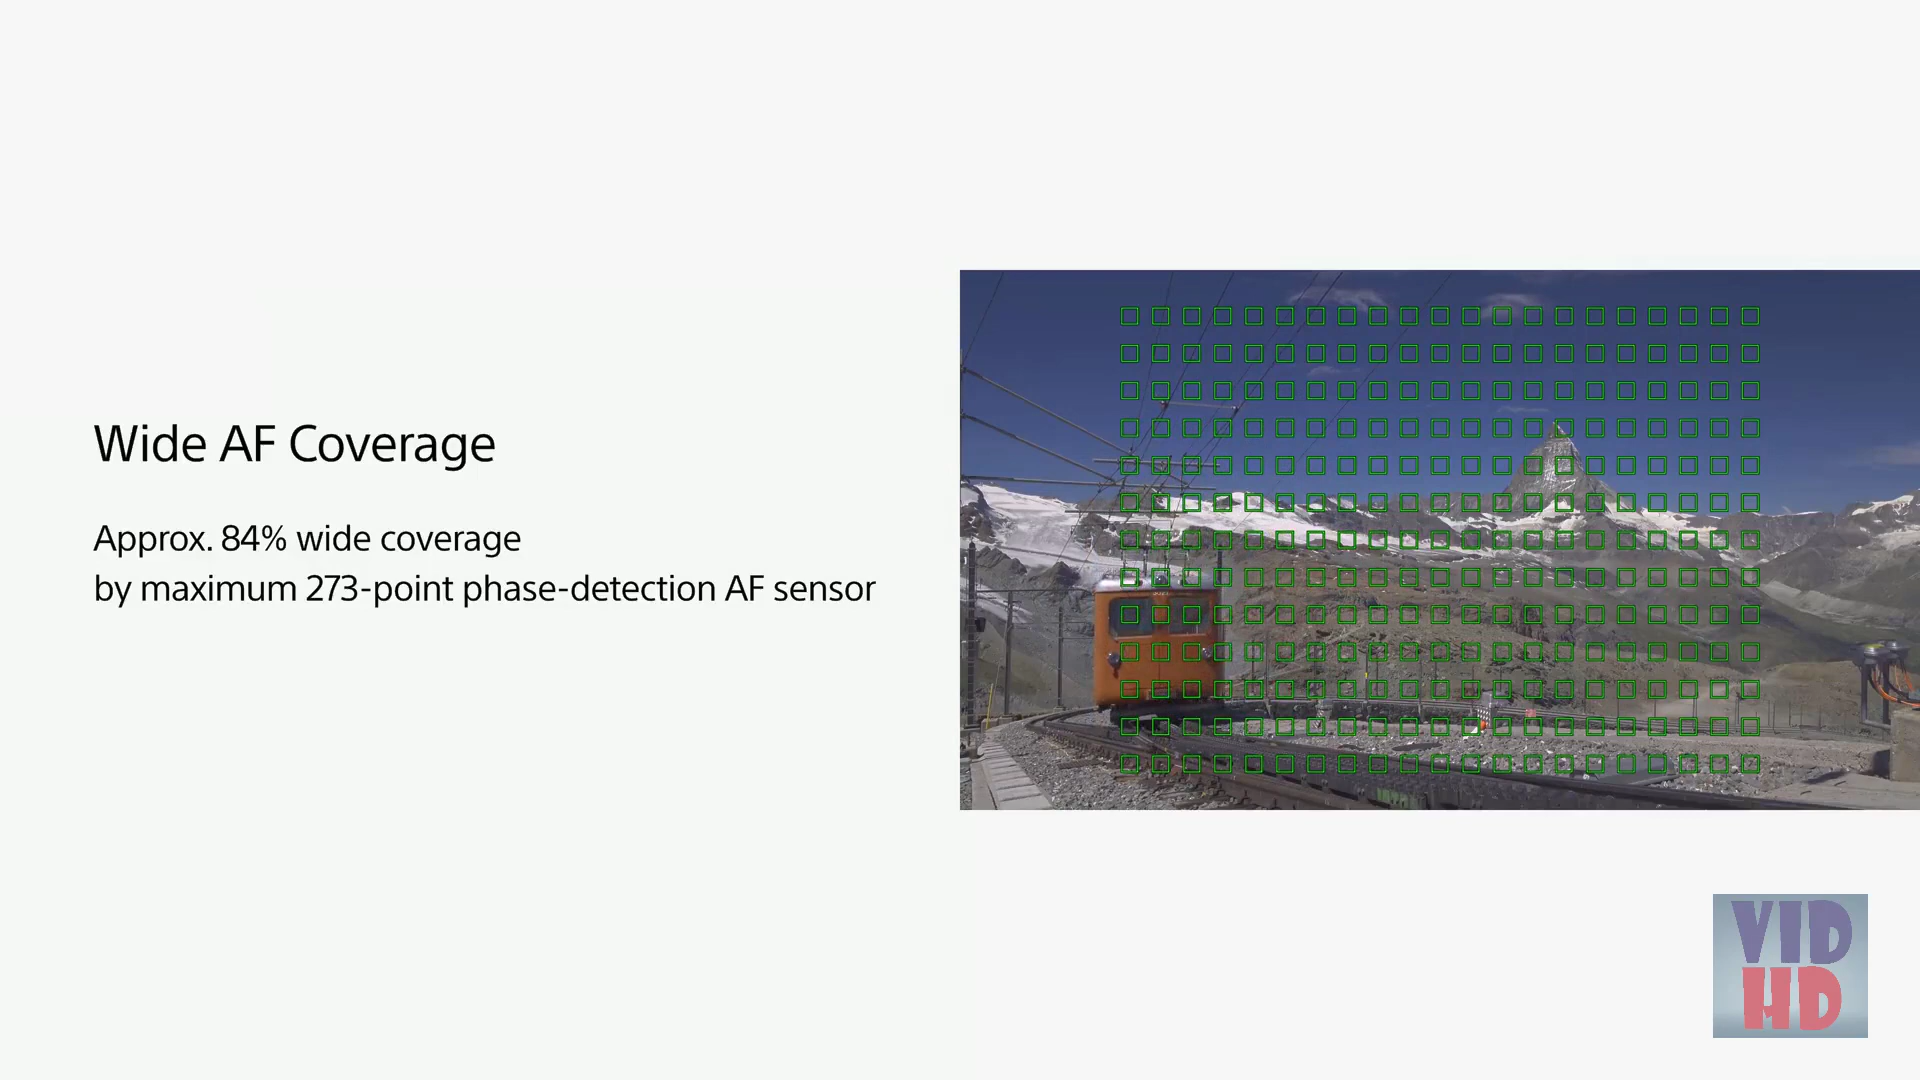 Wide AF Coverage
Approx. 84% wide coverage
by maximum 273-point phase-detection AF sensor
VID
HD